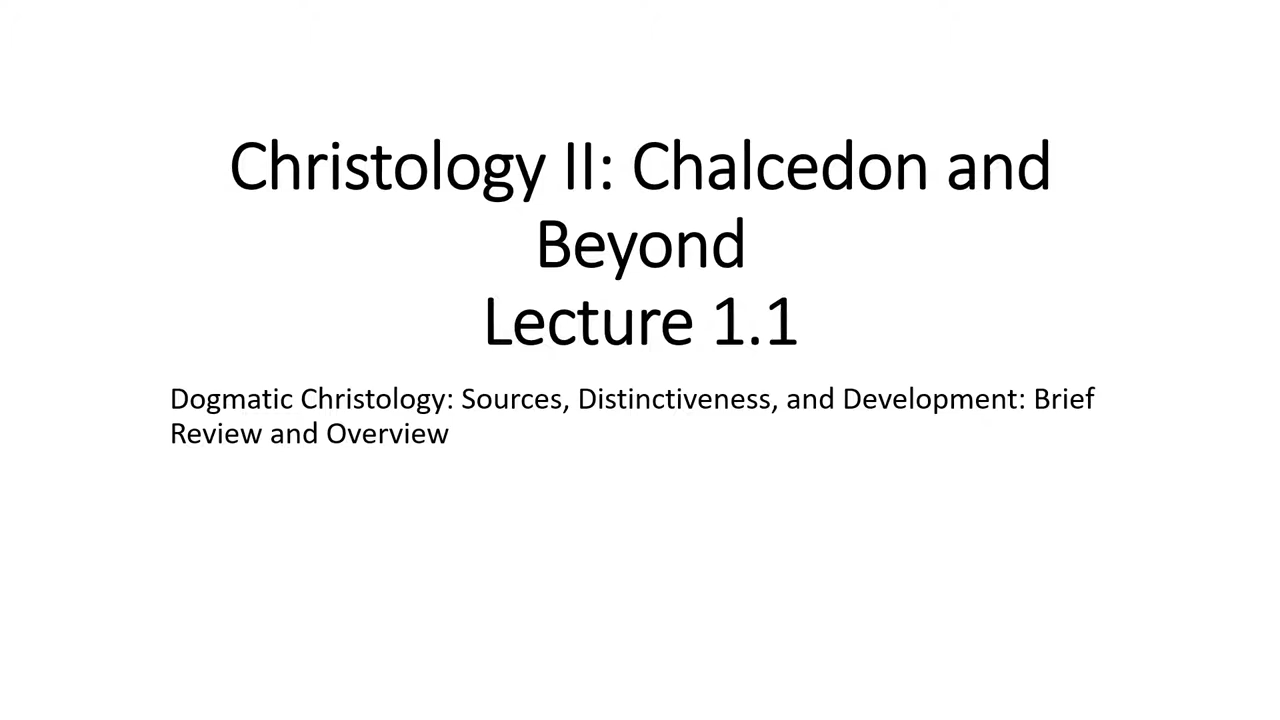 Christology II: Chalcedon and
Beyond
Lecture 1.1
Dogmatic Christology: Sources, Distinctiveness, and Development: Brief
Review and Overview